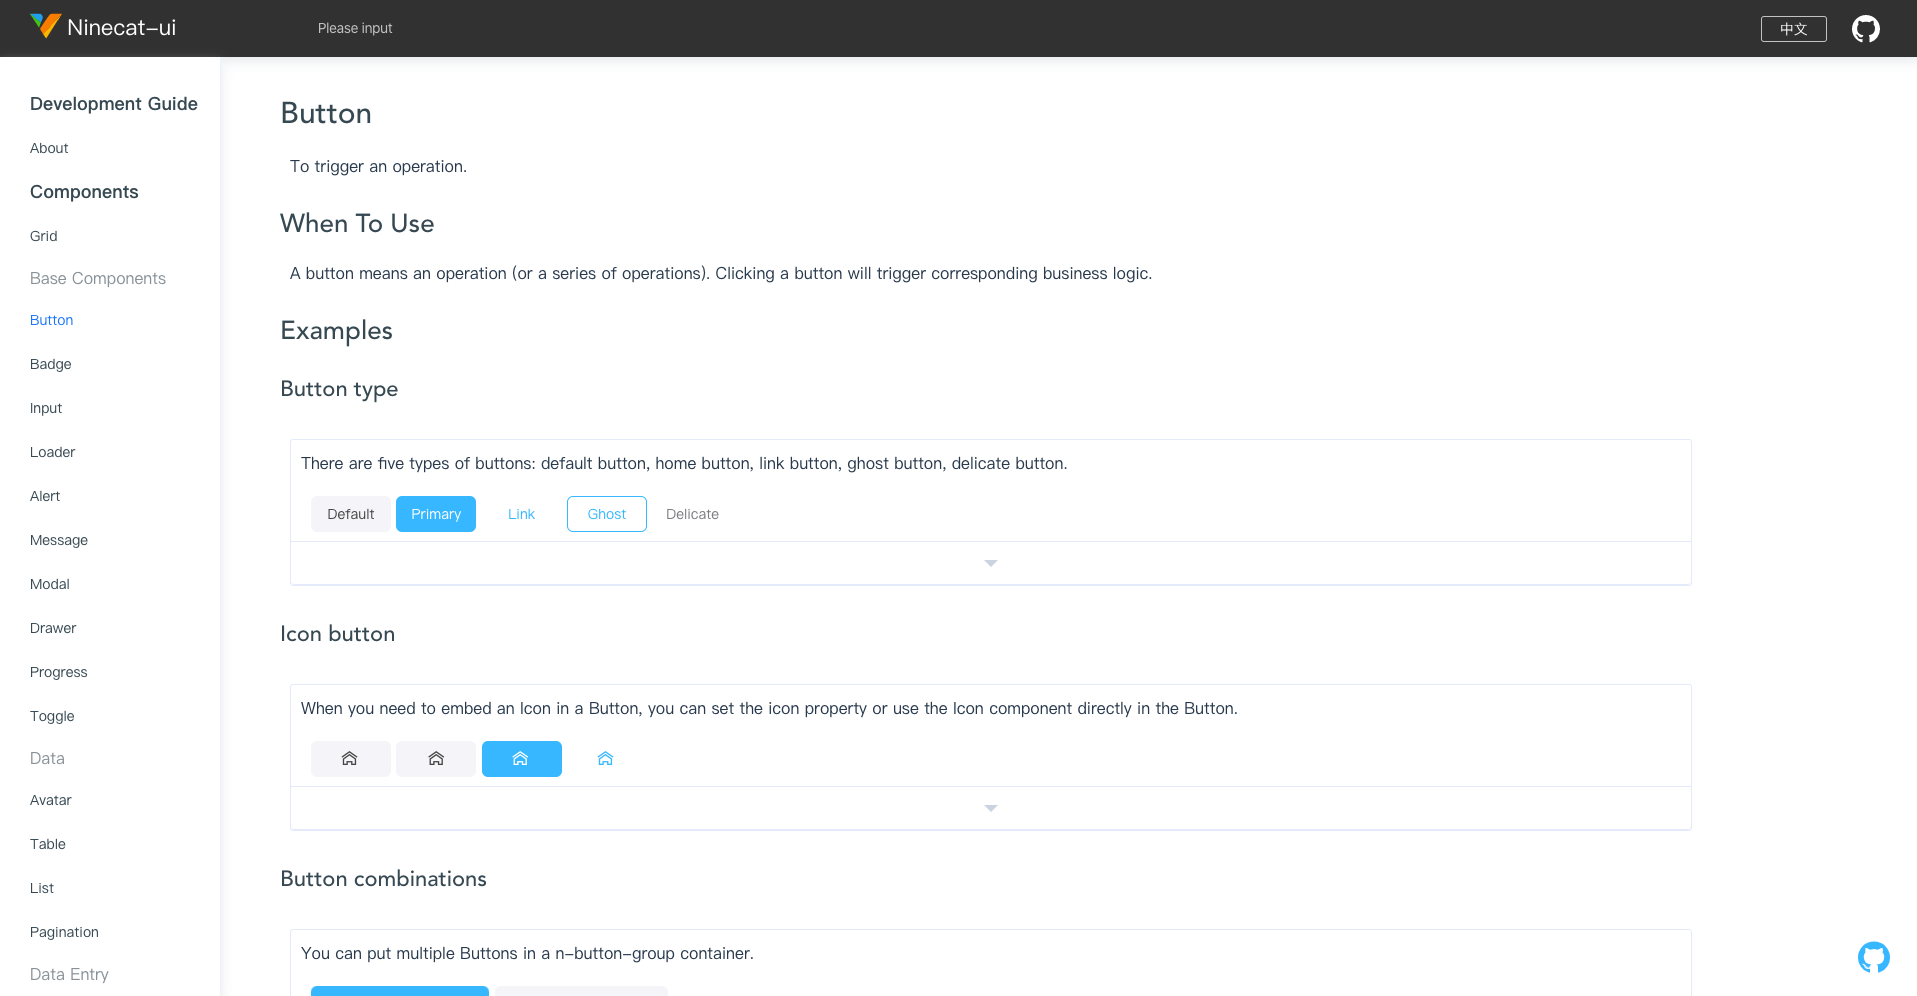 Ninecat-ui
Please input
中文
Development Guide
About
Components
Grid
Base Components
Button
Badge
Input
Loader
Alert
Message
Modal
Drawer
Progress
Toggle
Data
Avatar
Table
List
Pagination
Data Entry
Button
To trigger an operation.
When To Use
A button means an operation (or a series of operations). Clicking a button will trigger corresponding business logic.
Examples
Button type
There are five types of buttons: default button, home button, link button, ghost button, delicate button.
Default Primary Link Ghost Delicate
Icon button
When you need to embed an Icon in a Button, you can set the icon property or use the Icon component directly in the Button.
Button combinations
You can put multiple Buttons in a n-button-group container.